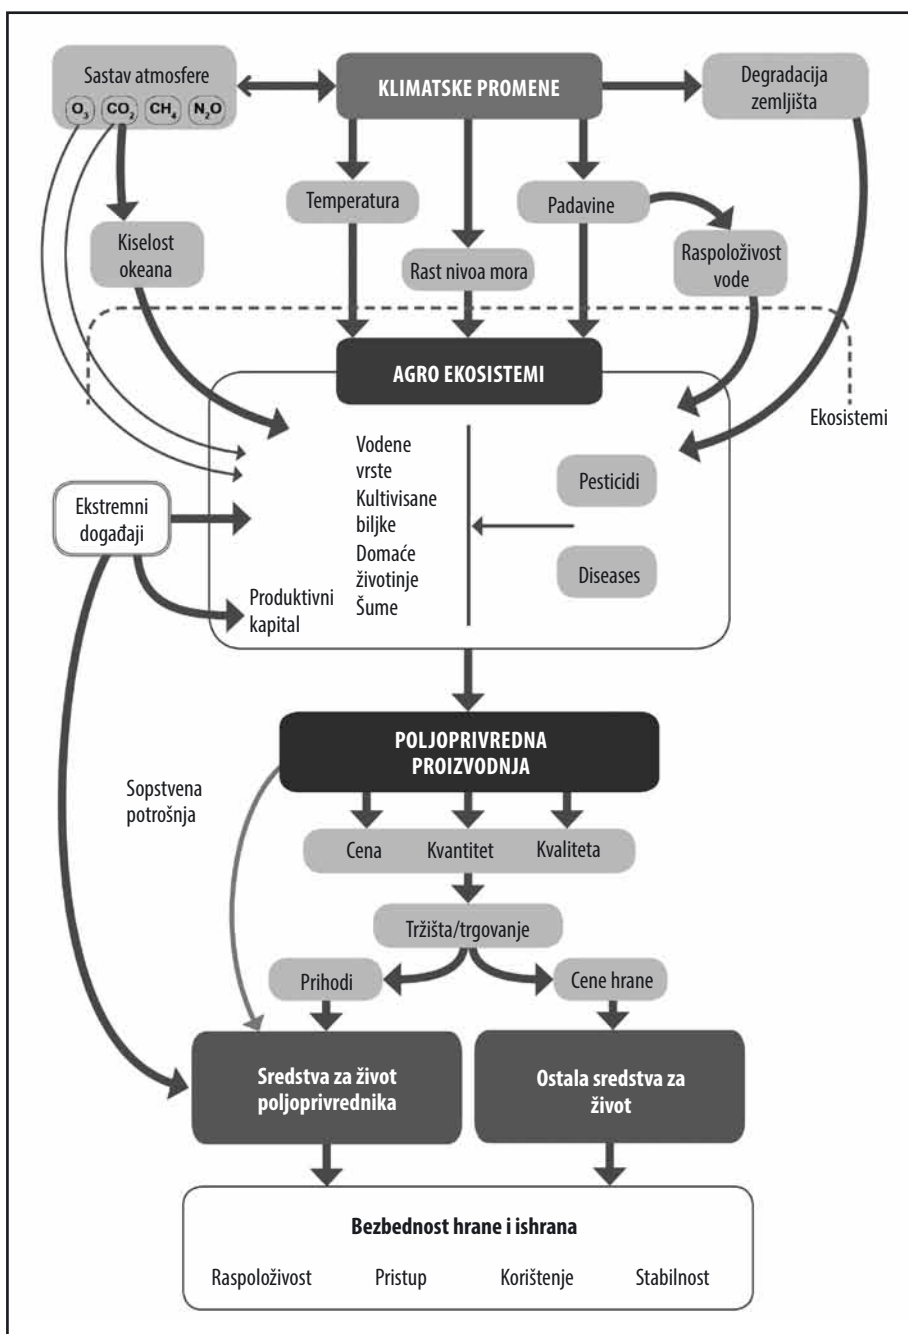 Sastav atmosfere
O3 CO2 CH4 N2O
KLIMATSKE PROMENE
Degradacija
zemljišta
Temperatura
Padavine
Kiselost
okeana
Rast nivoa mora
Raspoloživost
vode
AGRO EKOSISTEMI
Ekosistemi
Vodene
vrste
Kultivisane
biljke
Domaće
životinje
Šume
Pesticidi
Diseases
Ekstremni
događaji
Produktivni
kapital
POLJOPRIVREDNA
PROIZVODNJA
Sopstvena
potrošnja
Cena Kvantitet Kvaliteta
Tržišta/trgovanje
Prihodi
Cene hrane
Sredstva za život
poljoprivrednika
Ostala sredstva za
život
Bezbednost hrane i ishrana
Raspoloživost Pristup Korištenje Stabilnost